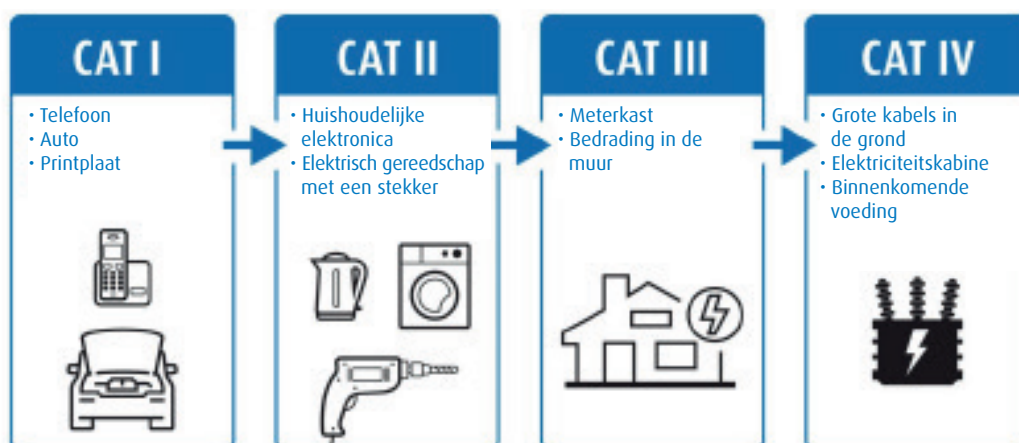 CAT I
• Telefoon
• Auto
• Printplaat
CAT II
• Huishoudelijke
elektronica
• Elektrisch gereedschap
met een stekker
CAT III
• Meterkast
• Bedrading in de
muur
CAT IV
• Grote kabels in
de grond
• Elektriciteitskabine
• Binnenkomende
voeding